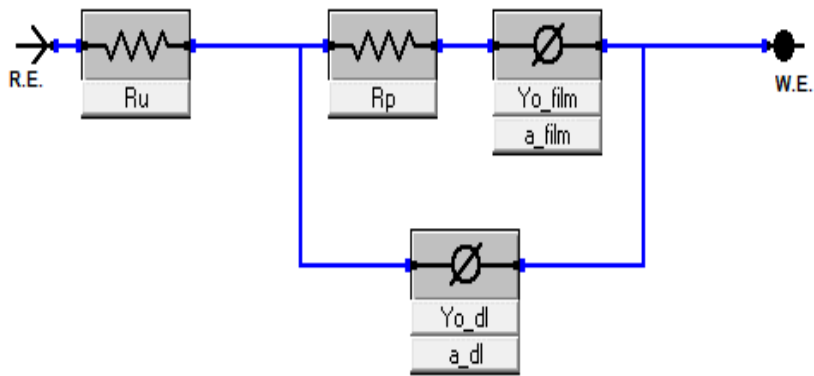 R.E.
Ru
Rp
Yo_film
a_film
W.E.
Yo_dl
a_dl